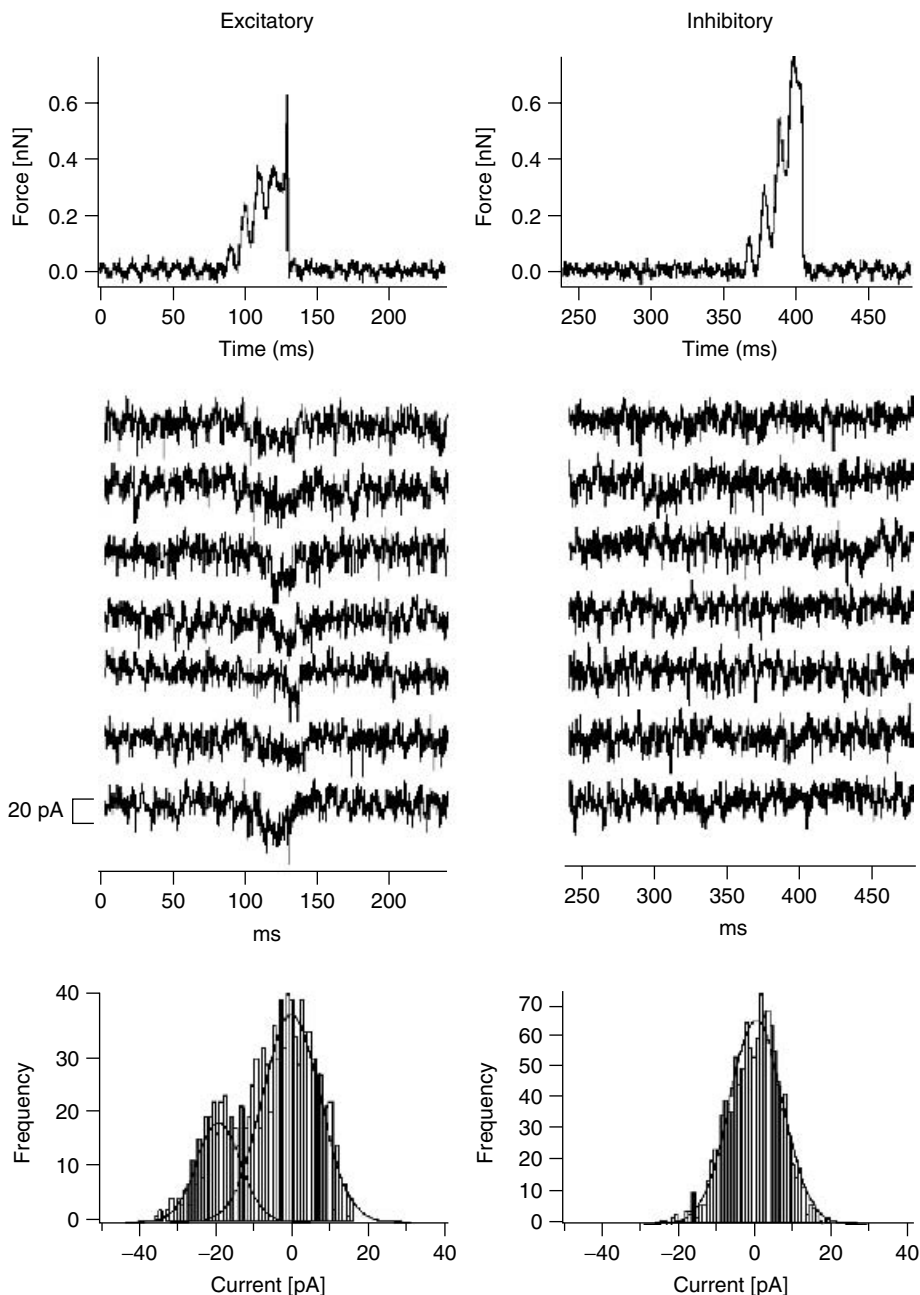 Excitatory
Inhibitory
Force [nN]
0.6
0.4
0.2
0.0
0 50 100 150 200
Time (ms)
Force [nN]
0.6
0.4
0.2
0.0
250 300 350 400 450
Time (ms)
20 pA
0 50 100 150 200
ms
250 300 350 400 450
ms
Frequency
40
30
20
10
0
−40 −20 0 20 40
Current [pA]
Frequency
70
60
50
40
30
20
10
0
−40 −20 0 20 40
Current [pA]